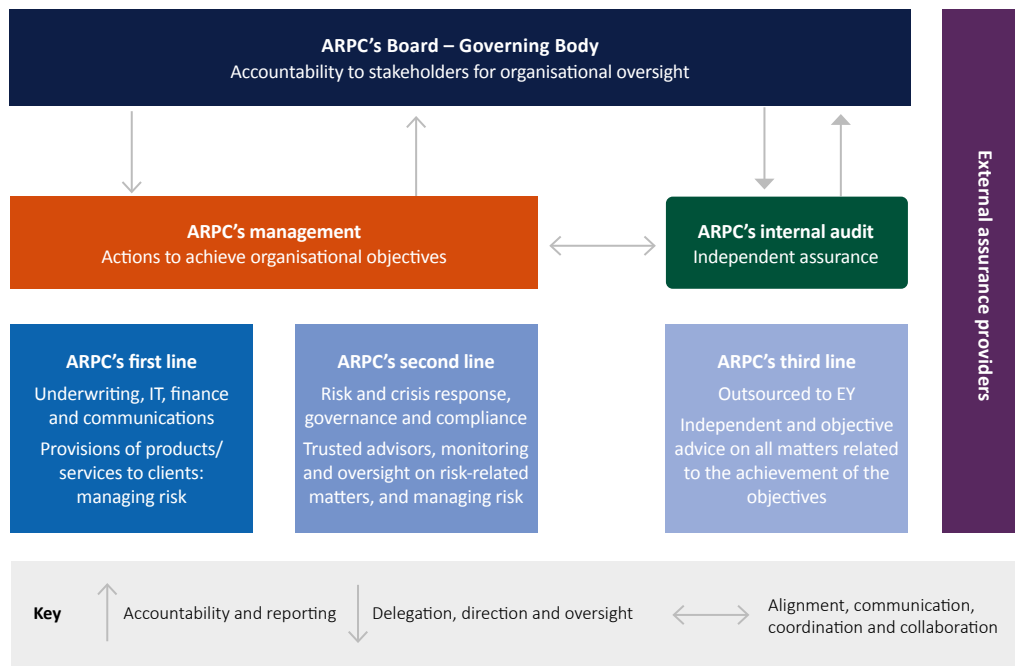 ARPC's Board – Governing Body
Accountability to stakeholders for organisational oversight
ARPC's management
Actions to achieve organisational objectives
ARPC's internal audit
Independent assurance
ARPC's first line
Underwriting, IT, finance
and communications
Provisions of products/
services to clients:
managing risk
ARPC's second line
Risk and crisis response,
governance and compliance
Trusted advisors, monitoring
and oversight on risk-related
matters, and managing risk
ARPC's third line
Outsourced to EY
Independent and objective
advice on all matters related
to the achievement of the
objectives
External assurance providers
Key
Accountability and reporting
Delegation, direction and oversight
Alignment, communication,
coordination and collaboration